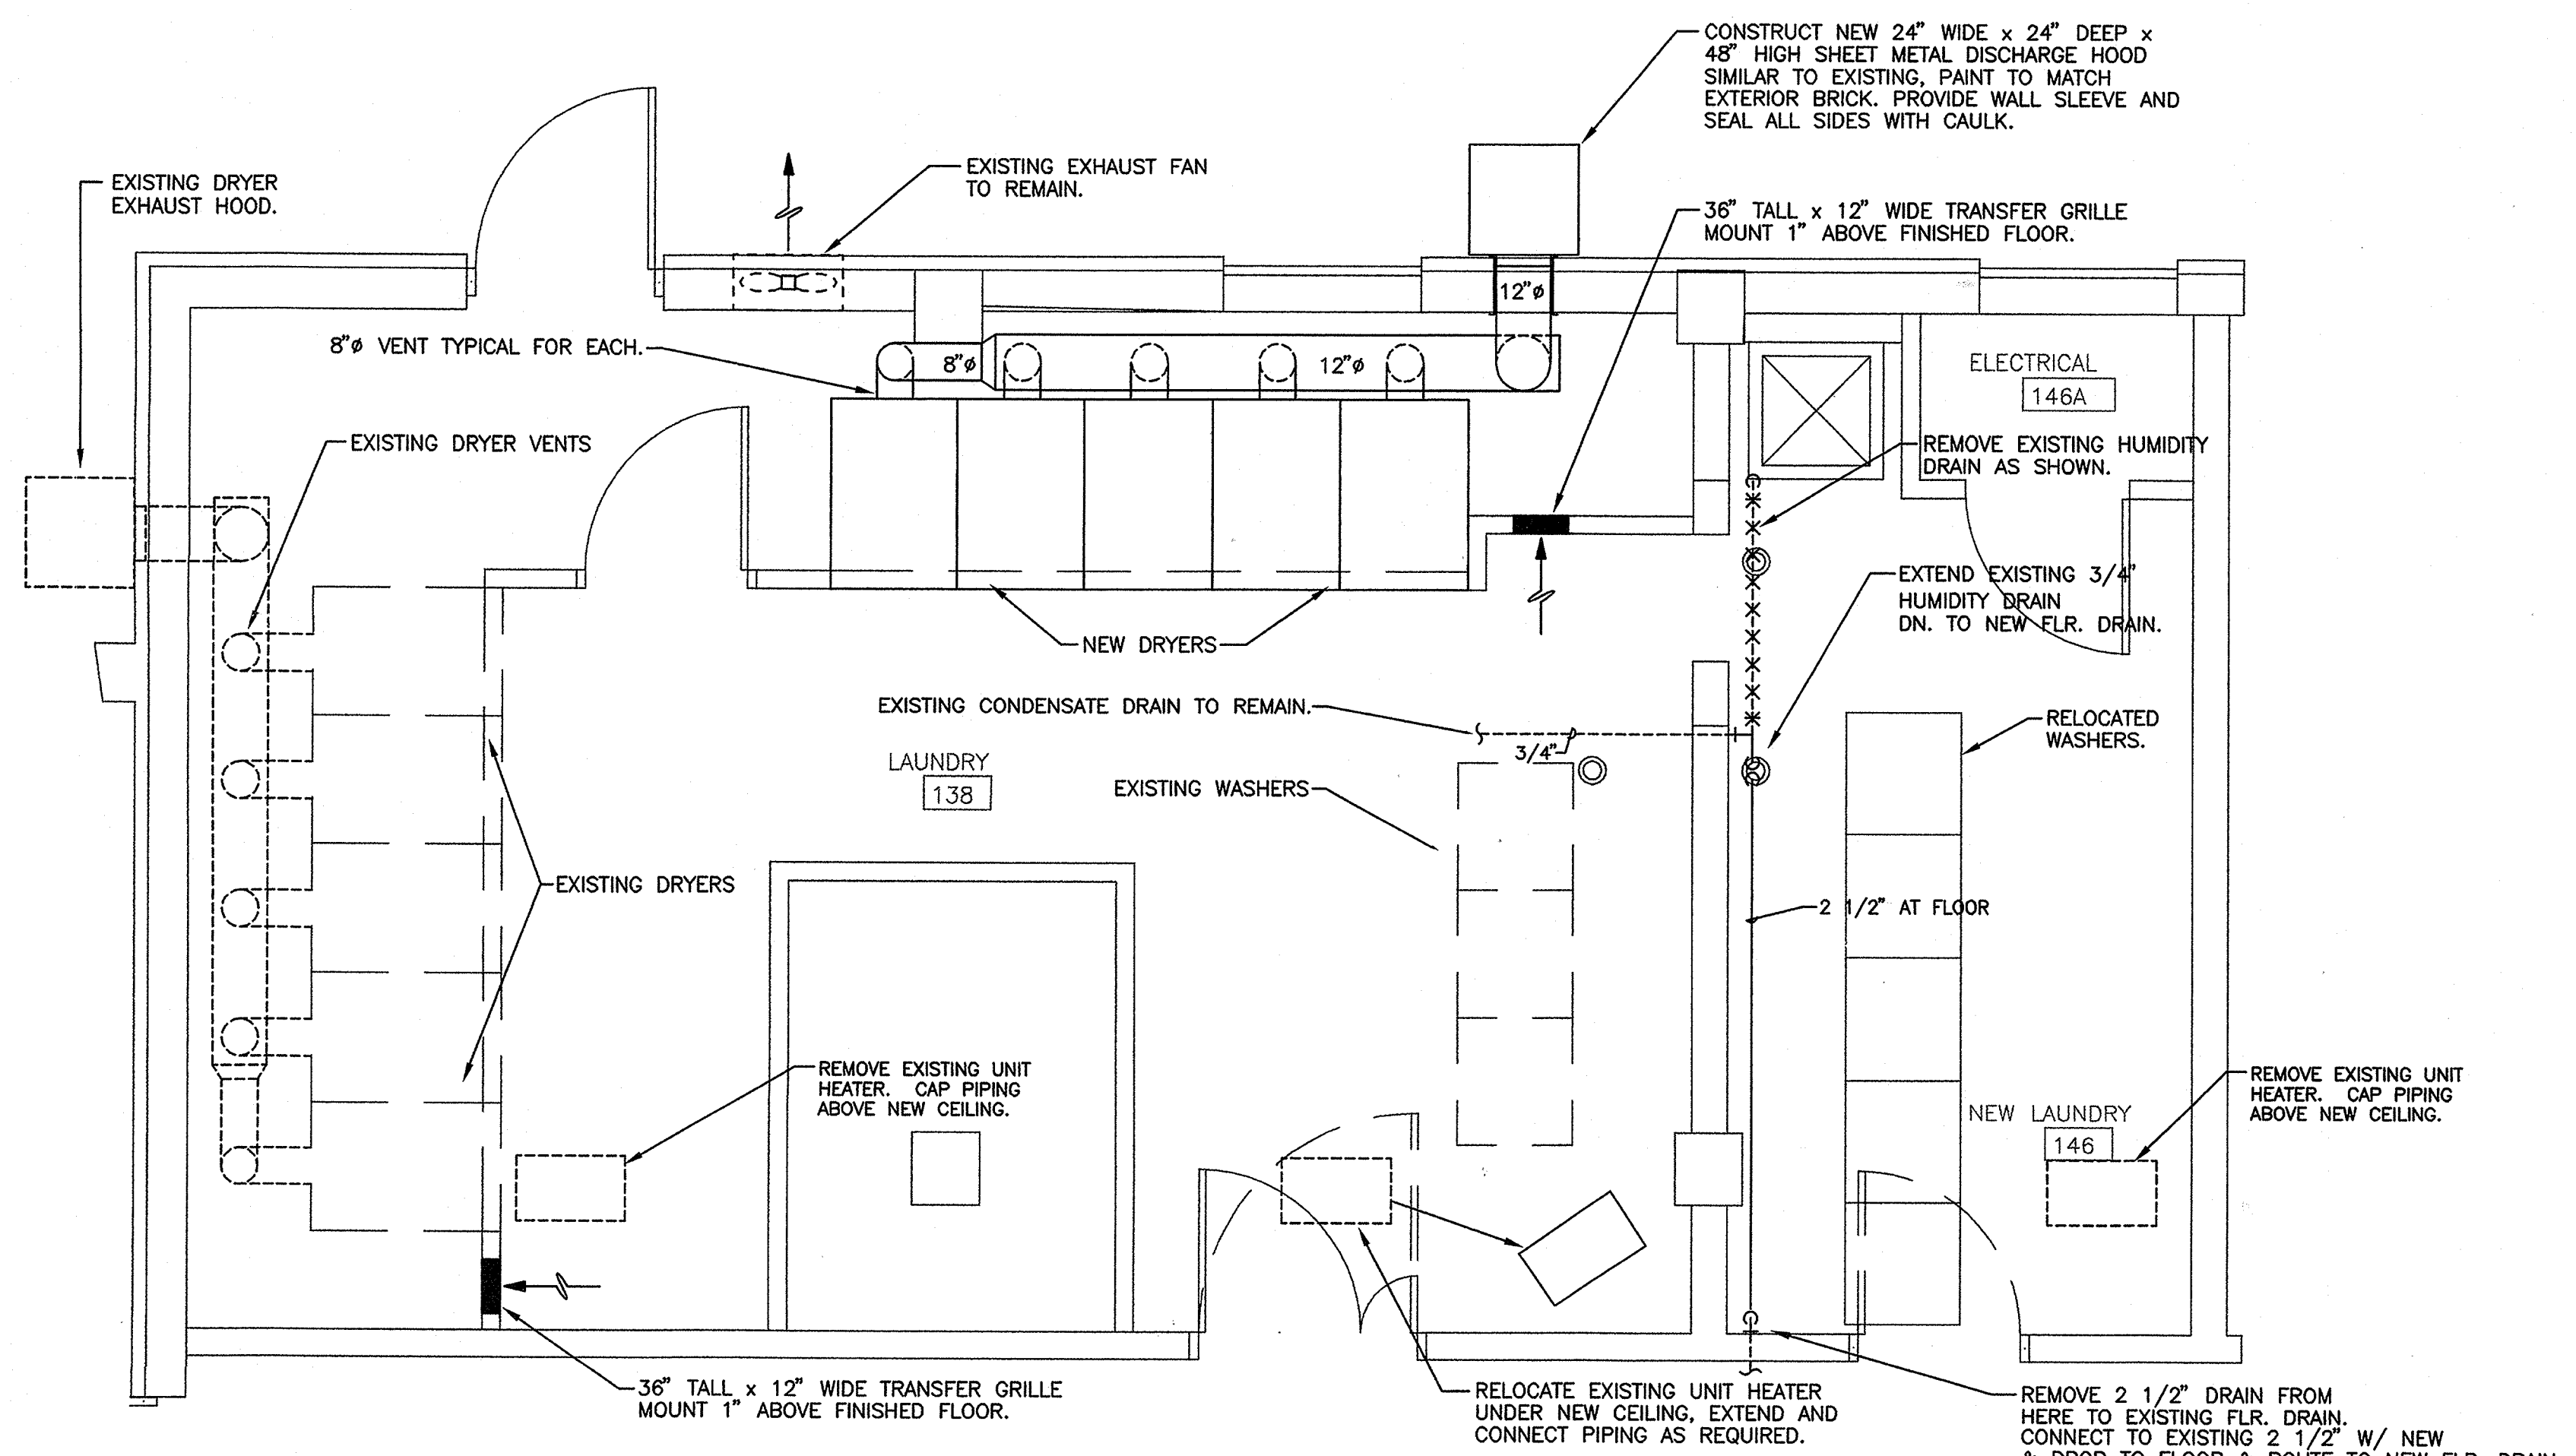 CONSTRUCT NEW 24" WIDE x 24" DEEP x
48" HIGH SHEET METAL DISCHARGE HOOD
SIMILAR TO EXISTING, PAINT TO MATCH
EXTERIOR BRICK. PROVIDE WALL SLEEVE AND
SEAL ALL SIDES WITH CAULK.
EXISTING DRYER
EXHAUST HOOD.
EXISTING EXHAUST FAN
TO REMAIN.
36" TALL x 12" WIDE TRANSFER GRILLE
MOUNT 1" ABOVE FINISHED FLOOR.
12"ø
8"ø VENT TYPICAL FOR EACH.
8"ø
12"ø
ELECTRICAL
146A
EXISTING DRYER VENTS
REMOVE EXISTING HUMIDITY
DRAIN AS SHOWN.
EXTEND EXISTING 3/4"
HUMIDITY DRAIN
DN. TO NEW FLR. DRAIN.
NEW DRYERS
EXISTING CONDENSATE DRAIN TO REMAIN.
3/4"
RELOCATED
WASHERS.
LAUNDRY
138
EXISTING WASHERS
EXISTING DRYERS
2 1/2" AT FLOOR
REMOVE EXISTING UNIT
HEATER. CAP PIPING
ABOVE NEW CEILING.
NEW LAUNDRY
146
REMOVE EXISTING UNIT
HEATER. CAP PIPING
ABOVE NEW CEILING.
36" TALL x 12" WIDE TRANSFER GRILLE
MOUNT 1" ABOVE FINISHED FLOOR.
RELOCATE EXISTING UNIT HEATER
UNDER NEW CEILING, EXTEND AND
CONNECT PIPING AS REQUIRED.
REMOVE 2 1/2" DRAIN FROM
HERE TO EXISTING FLR. DRAIN.
CONNECT TO EXISTING 2 1/2" W/ NEW
& DROP TO FLOOR & ROUTE TO NEW FLR. DRAIN